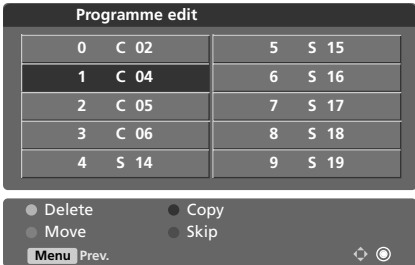 Programme edit
0 C 02 5 S 15
1 C 04 6 S 16
2 C 05 7 S 17
3 C 06 8 S 18
4 S 14 9 S 19
Delete Copy
Move Skip
Menu Prev.